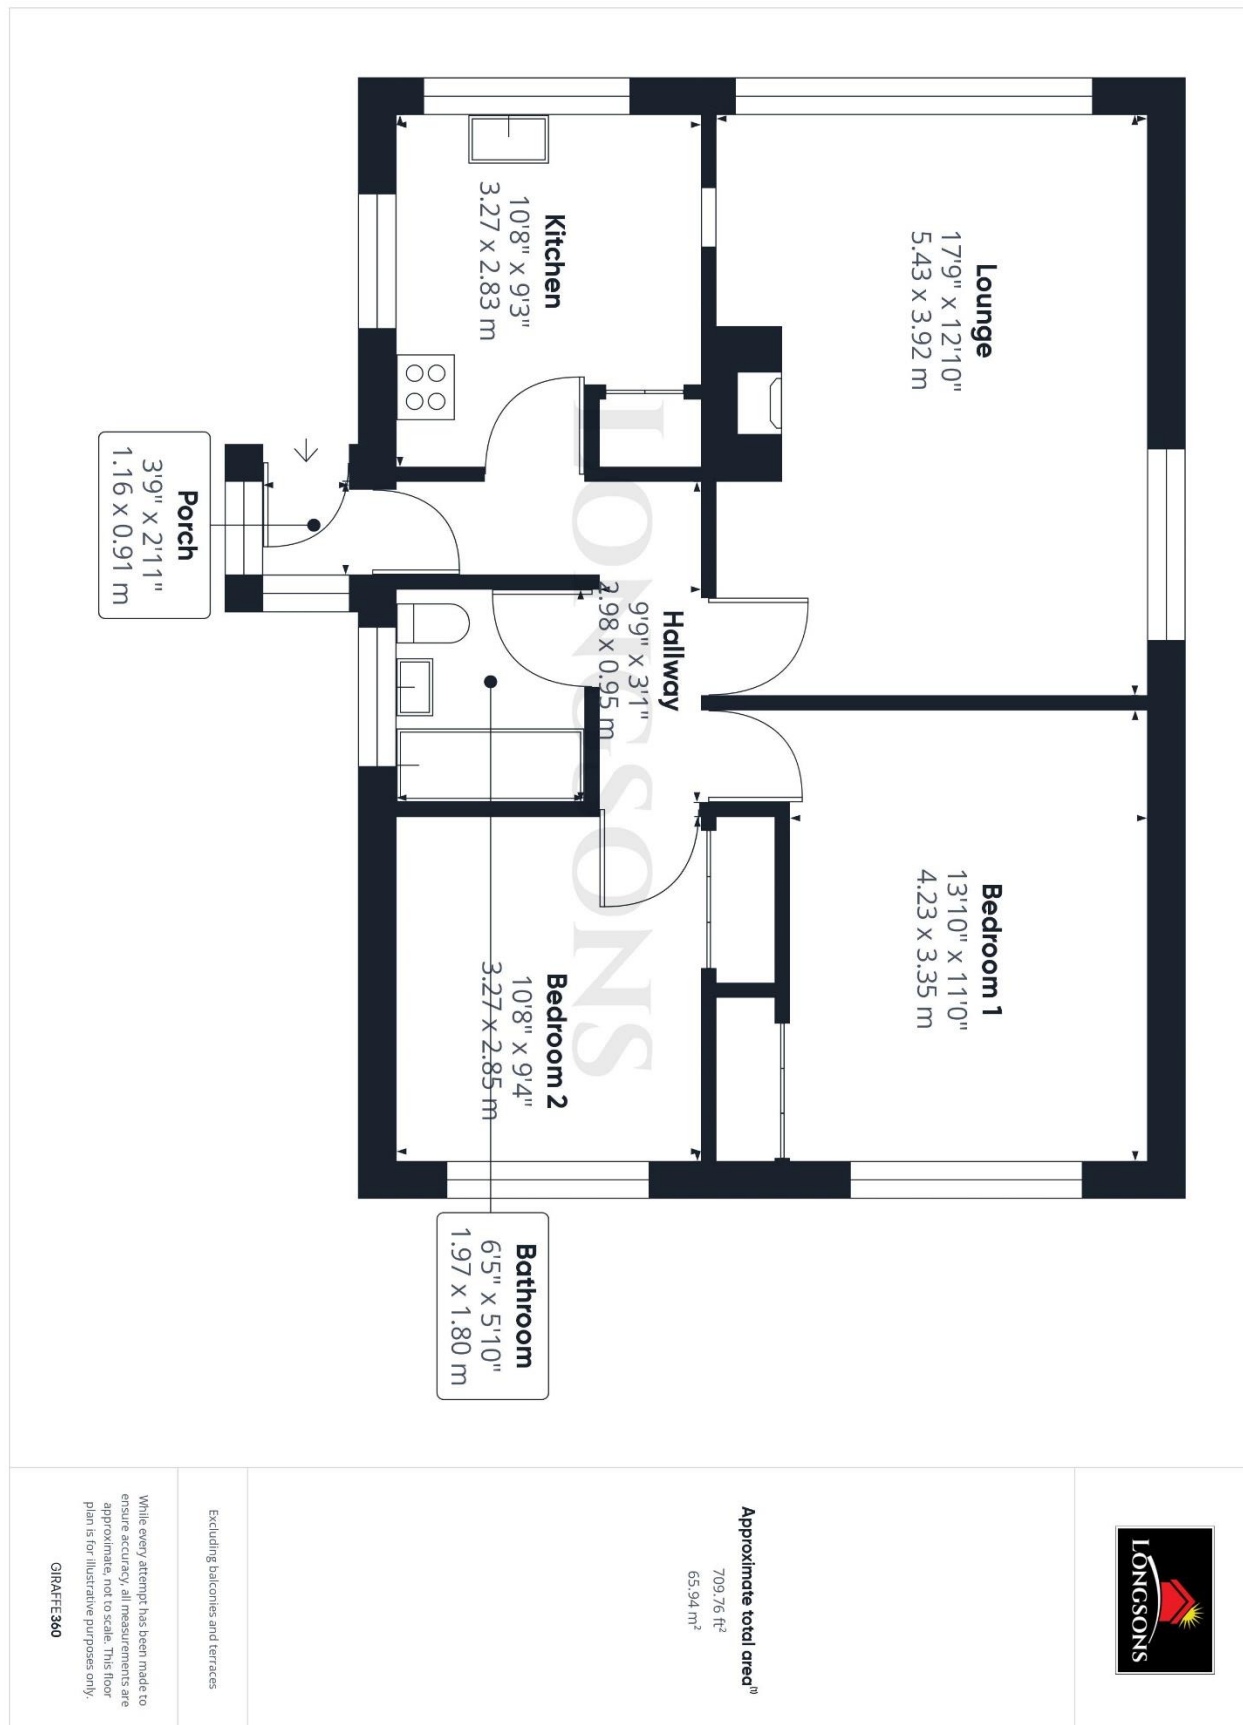 Lounge
17'9" x 12'10"
5.43 x 3.92 m
Bedroom 1
13'10" x 11'0"
4.23 x 3.35 m
Kitchen
10'8" x 9'3"
3.27 x 2.83 m
Hallway
9'9" x 3'1"
2.98 x 0.95 m
Bedroom 2
10'8" x 9'4"
3.27 x 2.85 m
Porch
3'9" x 2'11"
1.16 x 0.91 m
Bathroom
6'5" x 5'10"
1.97 x 1.80 m
LONGSONS
LONGSONS
Approximate total area(1)
709.76 ft²
65.94 m²
Excluding balconies and terraces
While every attempt has been made to
ensure accuracy, all measurements are
approximate, not to scale. This floor
plan is for illustrative purposes only.
GIRAFFE360